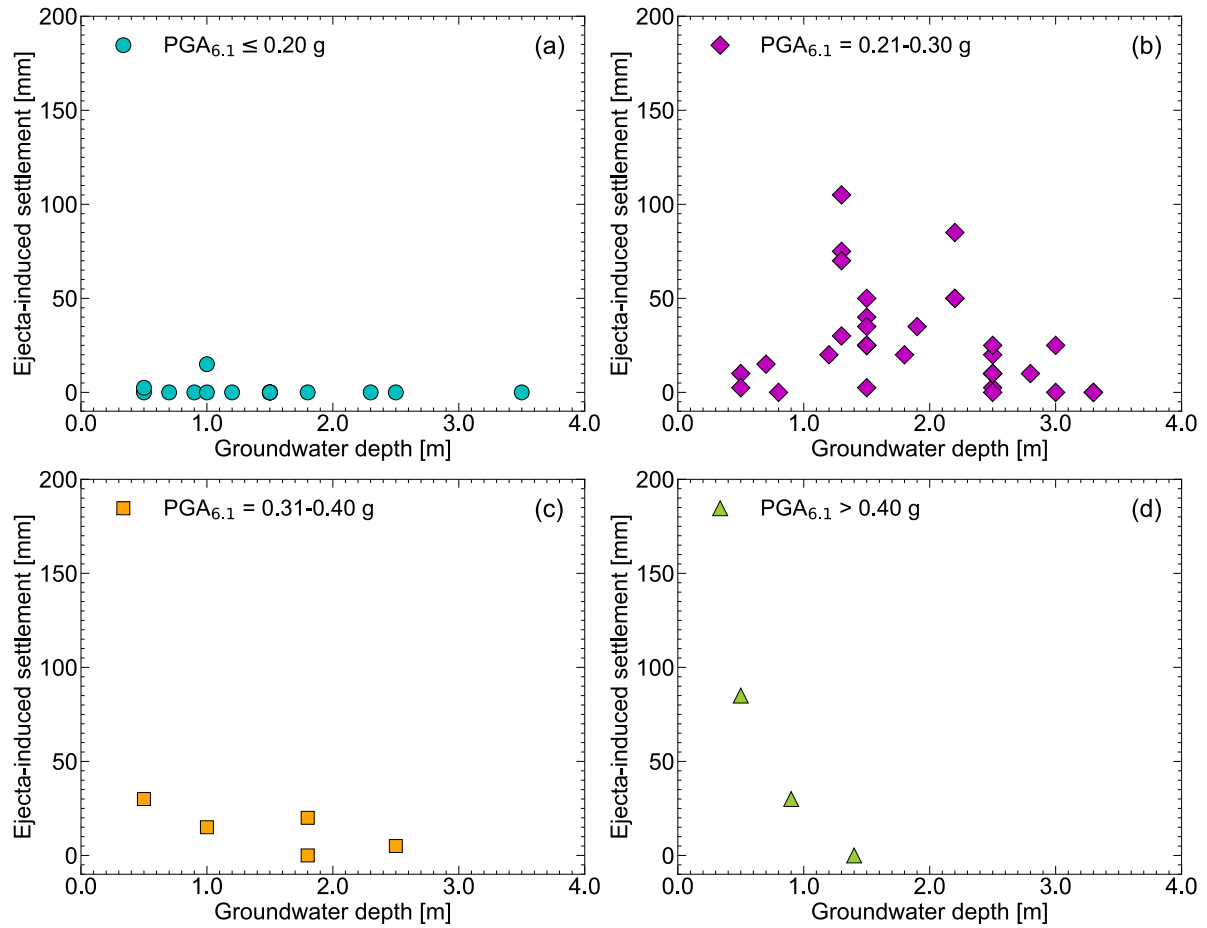 200
150
100
50
0
Ejecta-induced settlement [mm]
PGA6.1 ≤ 0.20 g
(a)
0.0 1.0 2.0 3.0 4.0
Groundwater depth [m]
200
150
100
50
0
Ejecta-induced settlement [mm]
PGA6.1 = 0.21-0.30 g
(b)
0.0 1.0 2.0 3.0 4.0
Groundwater depth [m]
200
150
100
50
0
Ejecta-induced settlement [mm]
PGA6.1 = 0.31-0.40 g
(c)
0.0 1.0 2.0 3.0 4.0
Groundwater depth [m]
200
150
100
50
0
Ejecta-induced settlement [mm]
PGA6.1 > 0.40 g
(d)
0.0 1.0 2.0 3.0 4.0
Groundwater depth [m]